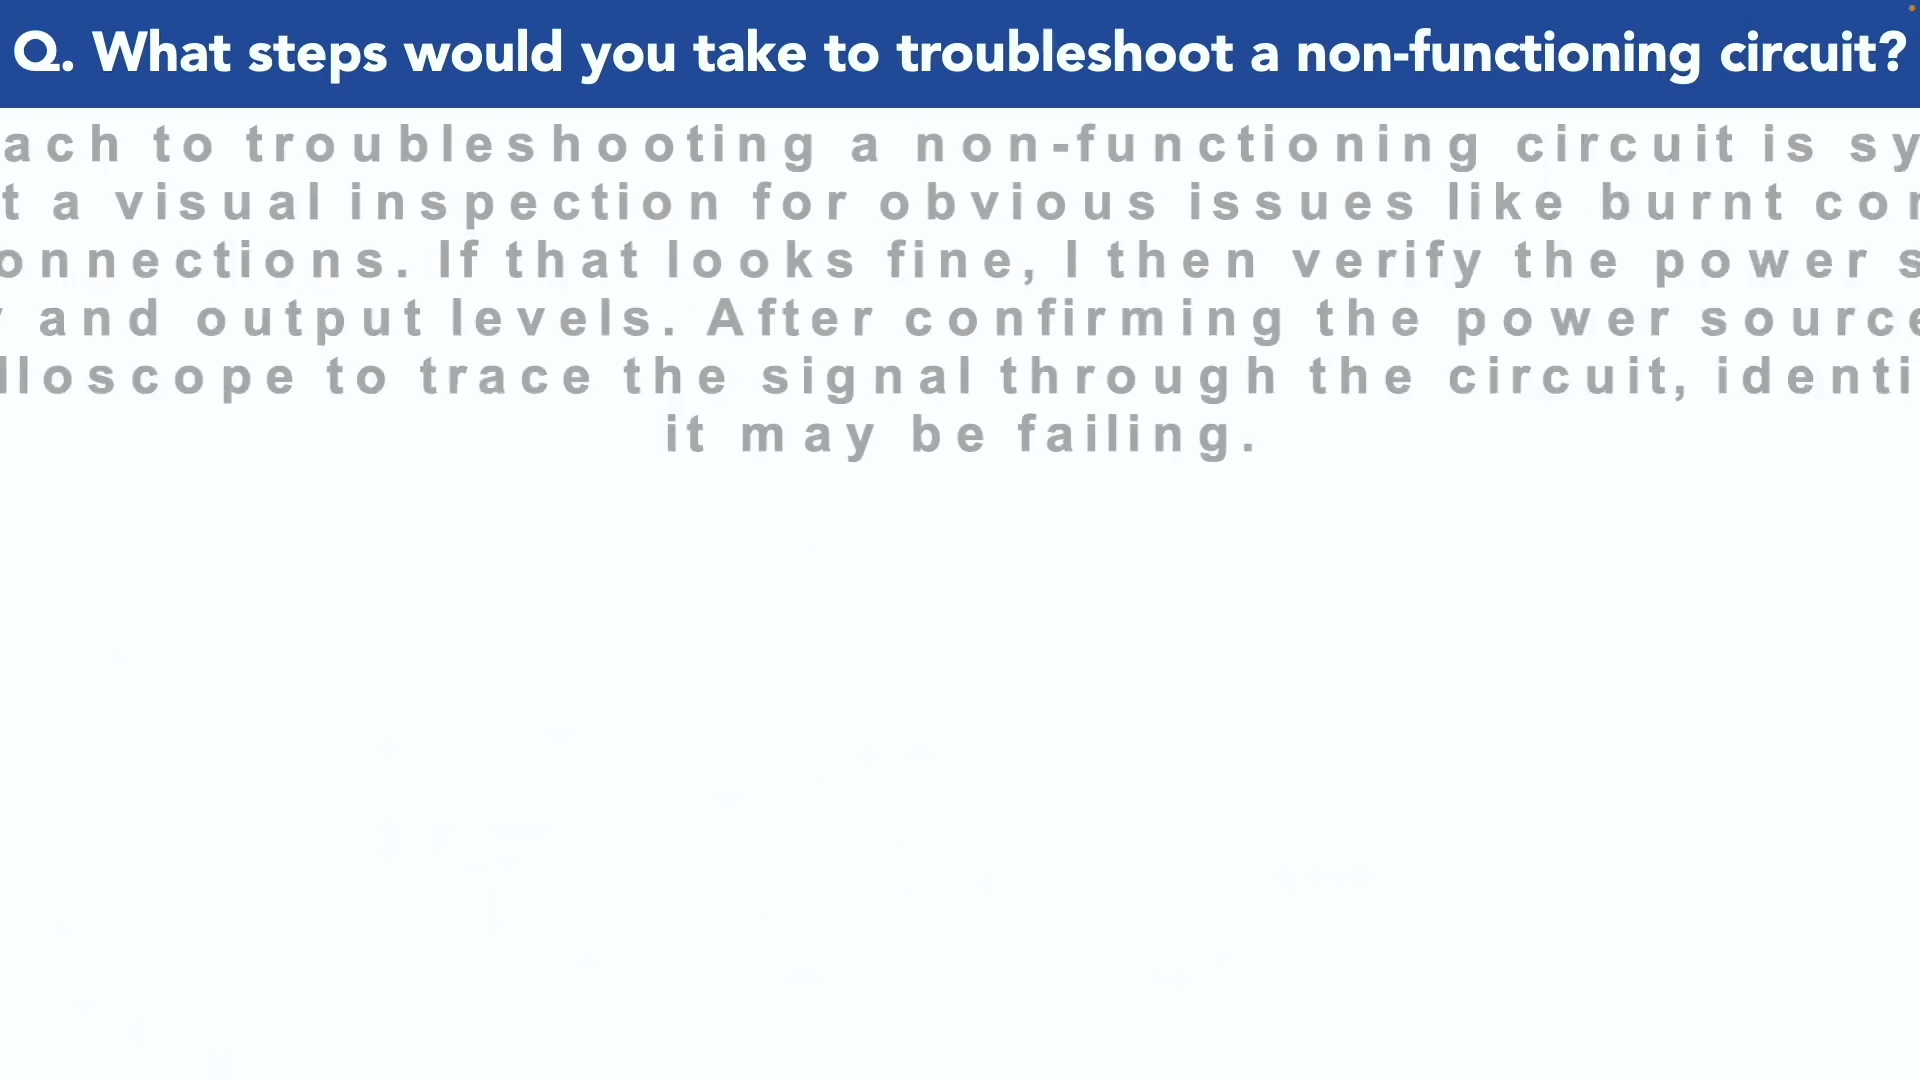 Q. What steps would you take to troubleshoot a non-functioning circuit?
ach to troubleshooting a non-functioning circuit is sy
t a visual inspection for obvious issues like burnt cor
onnections. If that looks fine, I then verify the power s
and output levels. After confirming the power source
lloscope to trace the signal through the circuit, identi
it may be failing.